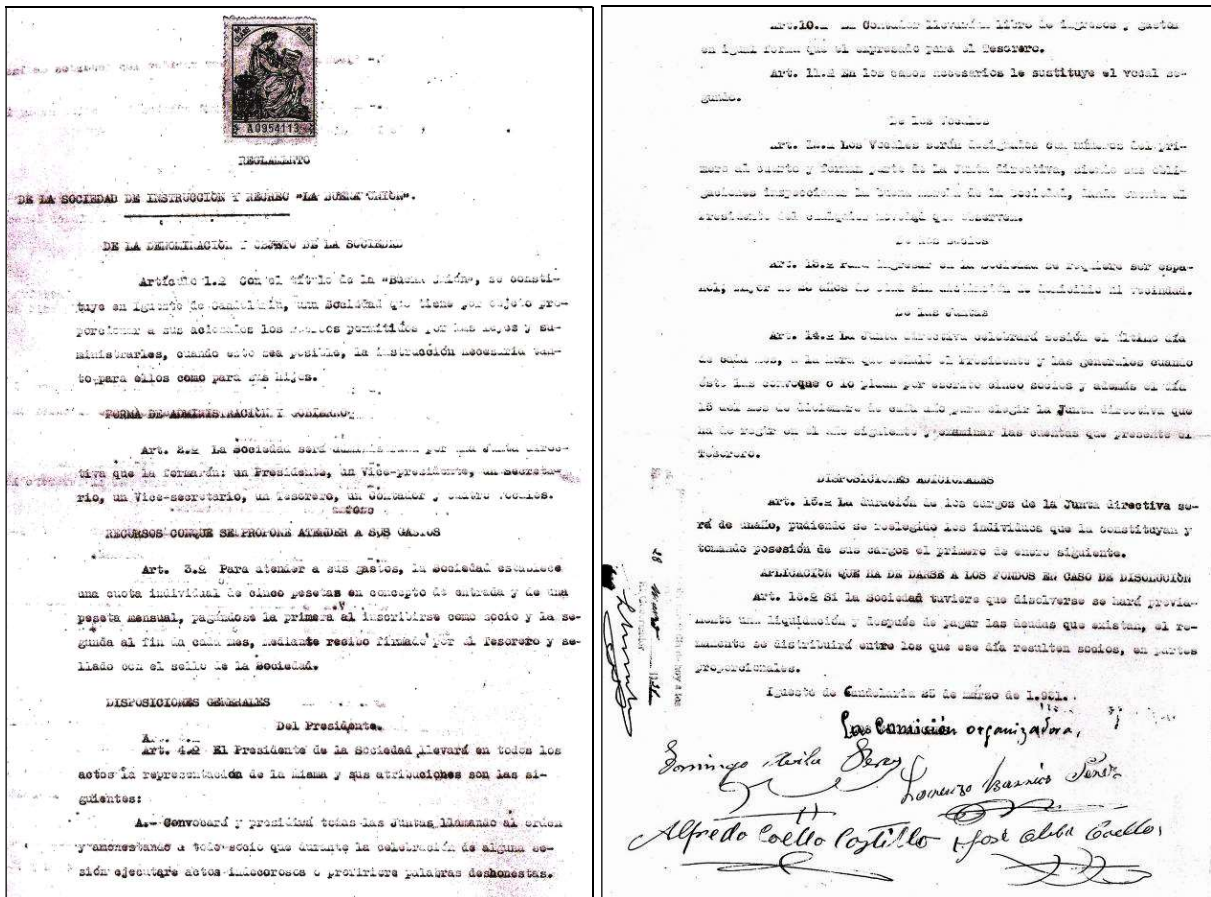 A0954113
REGLAMENTO
DE LA SOCIEDAD DE INSTRUCCIÓN Y RECREO "LA BUENA UNION".
DE LA DENOMINACIÓN Y OBJETO DE LA SOCIEDAD
Artículo 1.º Con el título de la "Buena Unión", se consti-
tuye en Igueste de Candelaria, una Sociedad que tiene por objeto pro-
porcionar a sus los recreos permitidos por las leyes y su-
ministrarles, cuando esto sea posible, la instrucción necesaria tan-
to para ellos como para sus hijos.
FORMA DE ADMINISTRACIÓN Y GOBIERNO
Art. 2.º La Sociedad será administrada por una Junta direc-
tiva que la formarán: un Presidente, un Vice-presidente, un Secreta-
rio, un Vice-secretario, un Tesorero, un Contador y cuatro vocales.
RECURSOS CONQUE SE PROPONE ATENDER A SUS GASTOS
Art. 3.º Para atender a sus gastos, la sociedad establece
una cuota individual de cinco pesetas en concepto de entrada y de una
peseta mensual, pagándose la primera al inscribirse como socio y la se-
gunda al fin da cada mes, mediante recibo firmado por el Tesorero y se-
llado con el sello de la Sociedad.
DISPOSICIONES GENERALES
Del Presidente.
Art. 4.º El Presidente de la Sociedad llevará en todos los
actos la representación de la misma y sus atribuciones son las si-
guientes:
A.- Convocará y presidirá todas las Juntas llamando al orden
y amonestando a todo socio que durante la celebración de alguna se-
sión ejecutare actos indecorosos o profiriere palabras deshonestas.
Art.10.º El Contador llevará un libro de ingresos y gastos
en igual forma que el expresado para el Tesorero.
Art. 11.º En los casos necesarios le sustituye el vocal se-
gundo.
De los Vocales
Art. 12.º Los Vocales serán designados con números del pri-
mero al cuarto y forman parte de la Junta Directiva, siendo sus obli-
gaciones inspeccionar la buena marcha de la sociedad, dando cuenta al
Presidente del cualquier novedad que observen.
De los socios
Art. 13.º Para ingresar en la Sociedad se requiere ser espa-
ñol, mayor de años de edad sin distinción de domicilio ni vecindad.
De las Juntas
Art. 14.º La Junta directiva celebrará sesión el último día
de cada mes, a la hora que señale el Presidente y las generales cuando
éste las convoque o lo pidan por escrito cinco socios y además el día
15 del mes de diciembre de cada año para elegir la Junta directiva que
ha de regir en el año siguiente y examinar las cuentas que presente el
Tesorero.
DISPOSICIONES ADICIONADAS
Art. 15.º La duración de los cargos de la Junta directiva se-
rá de unaño, pudiendo se reelegido los individuos que la constituyan y
tomando posesión de sus cargos el primero de enero siguiente.
APLICACIÓN QUE HA DE DARSE A LOS FONDOS EN CASO DE DISOLUCIÓN
Art. 16.º Si la Sociedad tuviere que disolverse se hará previa-
mente una liquidación y después de pagar las deudas que existan, el re-
manente se distribuirá entre los que ese día resulten socios, en partes
proporcionales.
Igueste de Candelaria 25 de marzo de 1.931.
La Comisión organizadora,
Domingo Avila Perez
Lorenzo Barrios Pérez
Alfredo Coello Castillo
José Coello